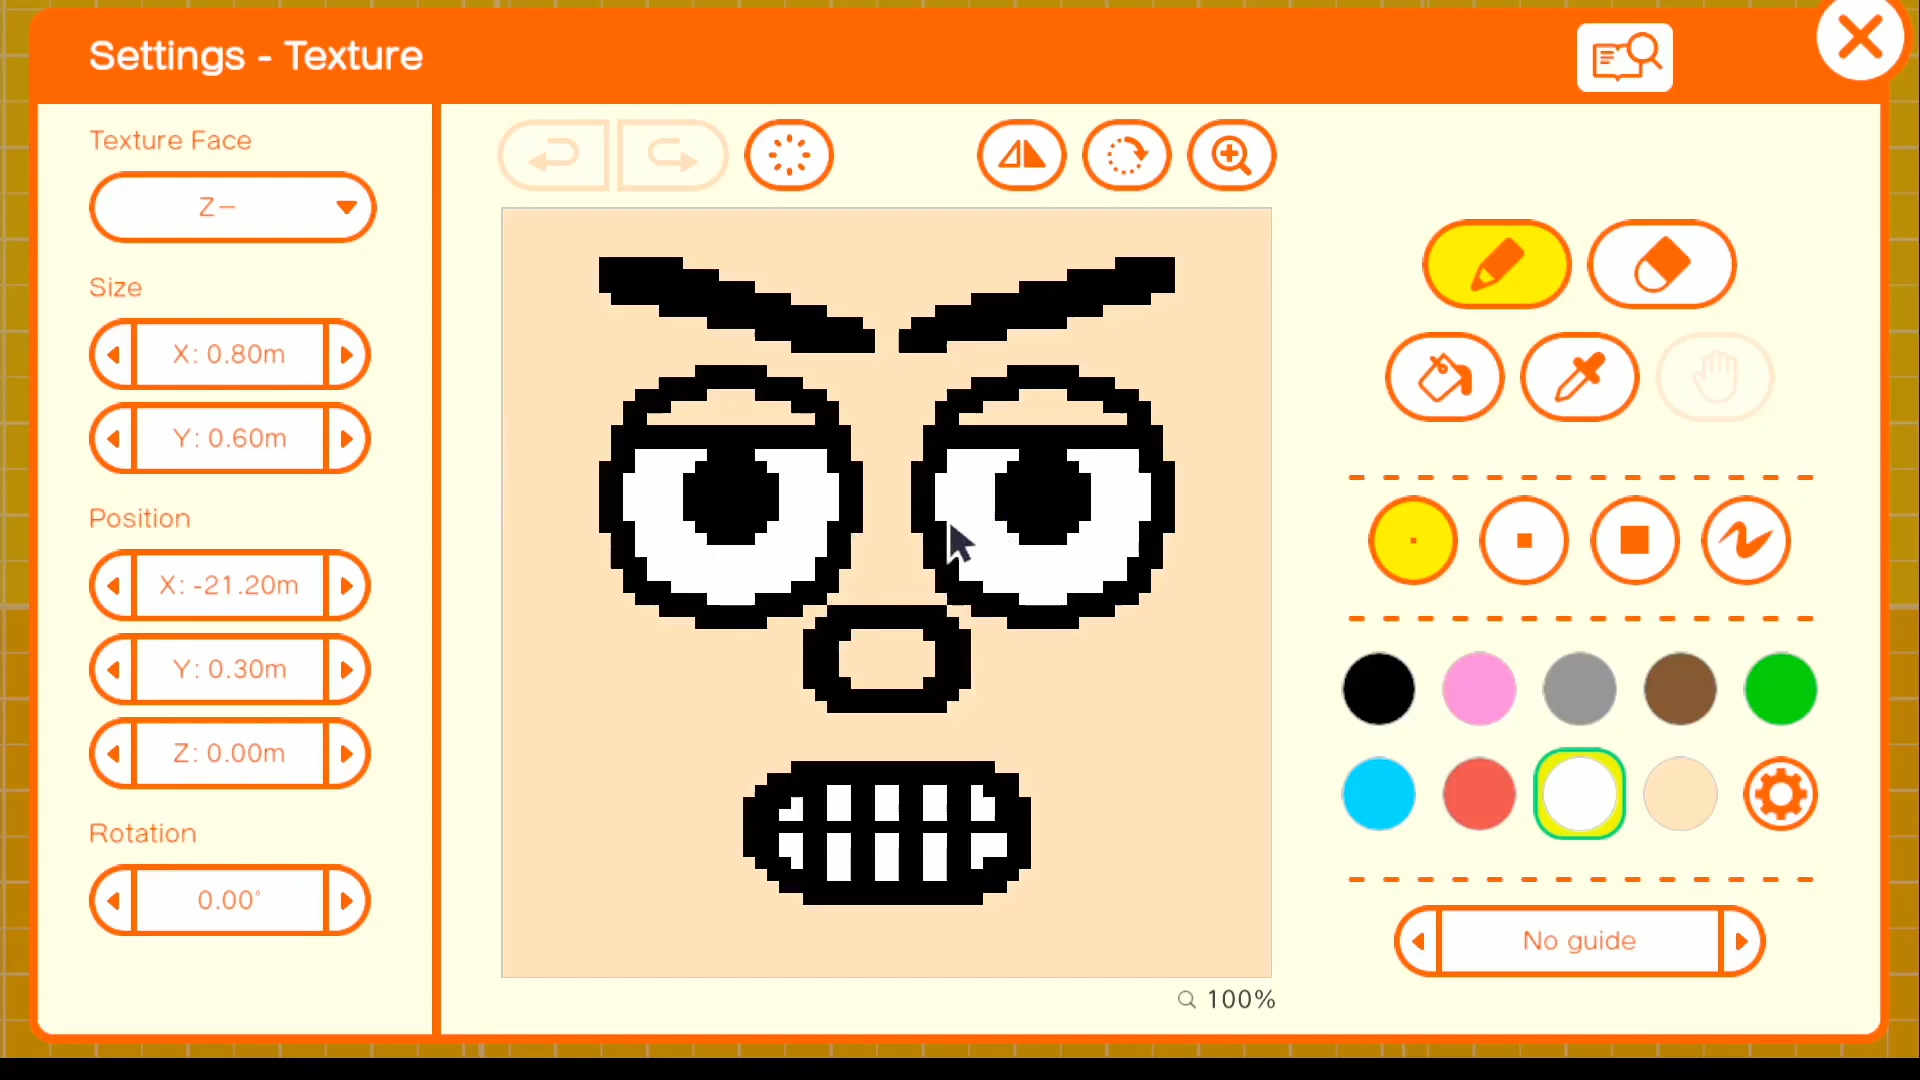 Settings - Texture
Texture Face
Z−
Size
X: 0.80m
Y: 0.60m
Position
X: -21.20m
Y: 0.30m
Z: 0.00m
Rotation
0.00°
No guide
100%